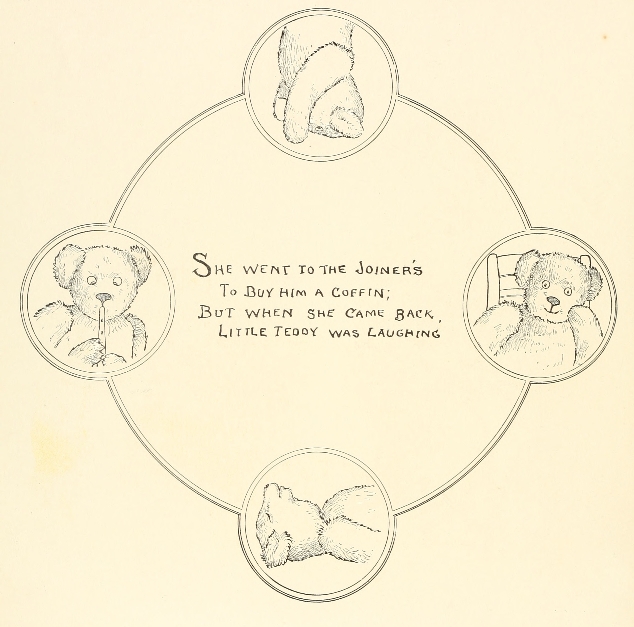 She went to the Joiner's
To Buy him a Coffin;
But when she came back,
Little Teddy was laughing